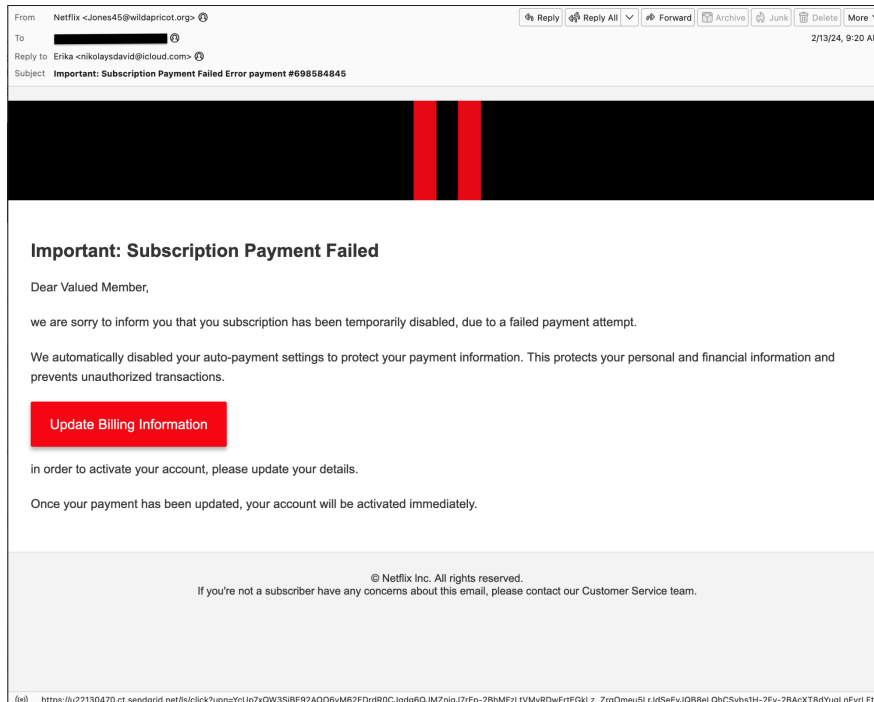 From Netflix <Jones45@wildapricot.org>
Reply Reply All Forward Archive Junk Delete More
To
2/13/24, 9:20 AM
Reply to Erika <nikolaysdavid@icloud.com>
Subject Important: Subscription Payment Failed Error payment #698584845
Important: Subscription Payment Failed
Dear Valued Member,
we are sorry to inform you that you subscription has been temporarily disabled, due to a failed payment attempt.
We automatically disabled your auto-payment settings to protect your payment information. This protects your personal and financial information and
prevents unauthorized transactions.
Update Billing Information
in order to activate your account, please update your details.
Once your payment has been updated, your account will be activated immediately.
© Netflix Inc. All rights reserved.
If you're not a subscriber have any concerns about this email, please contact our Customer Service team.